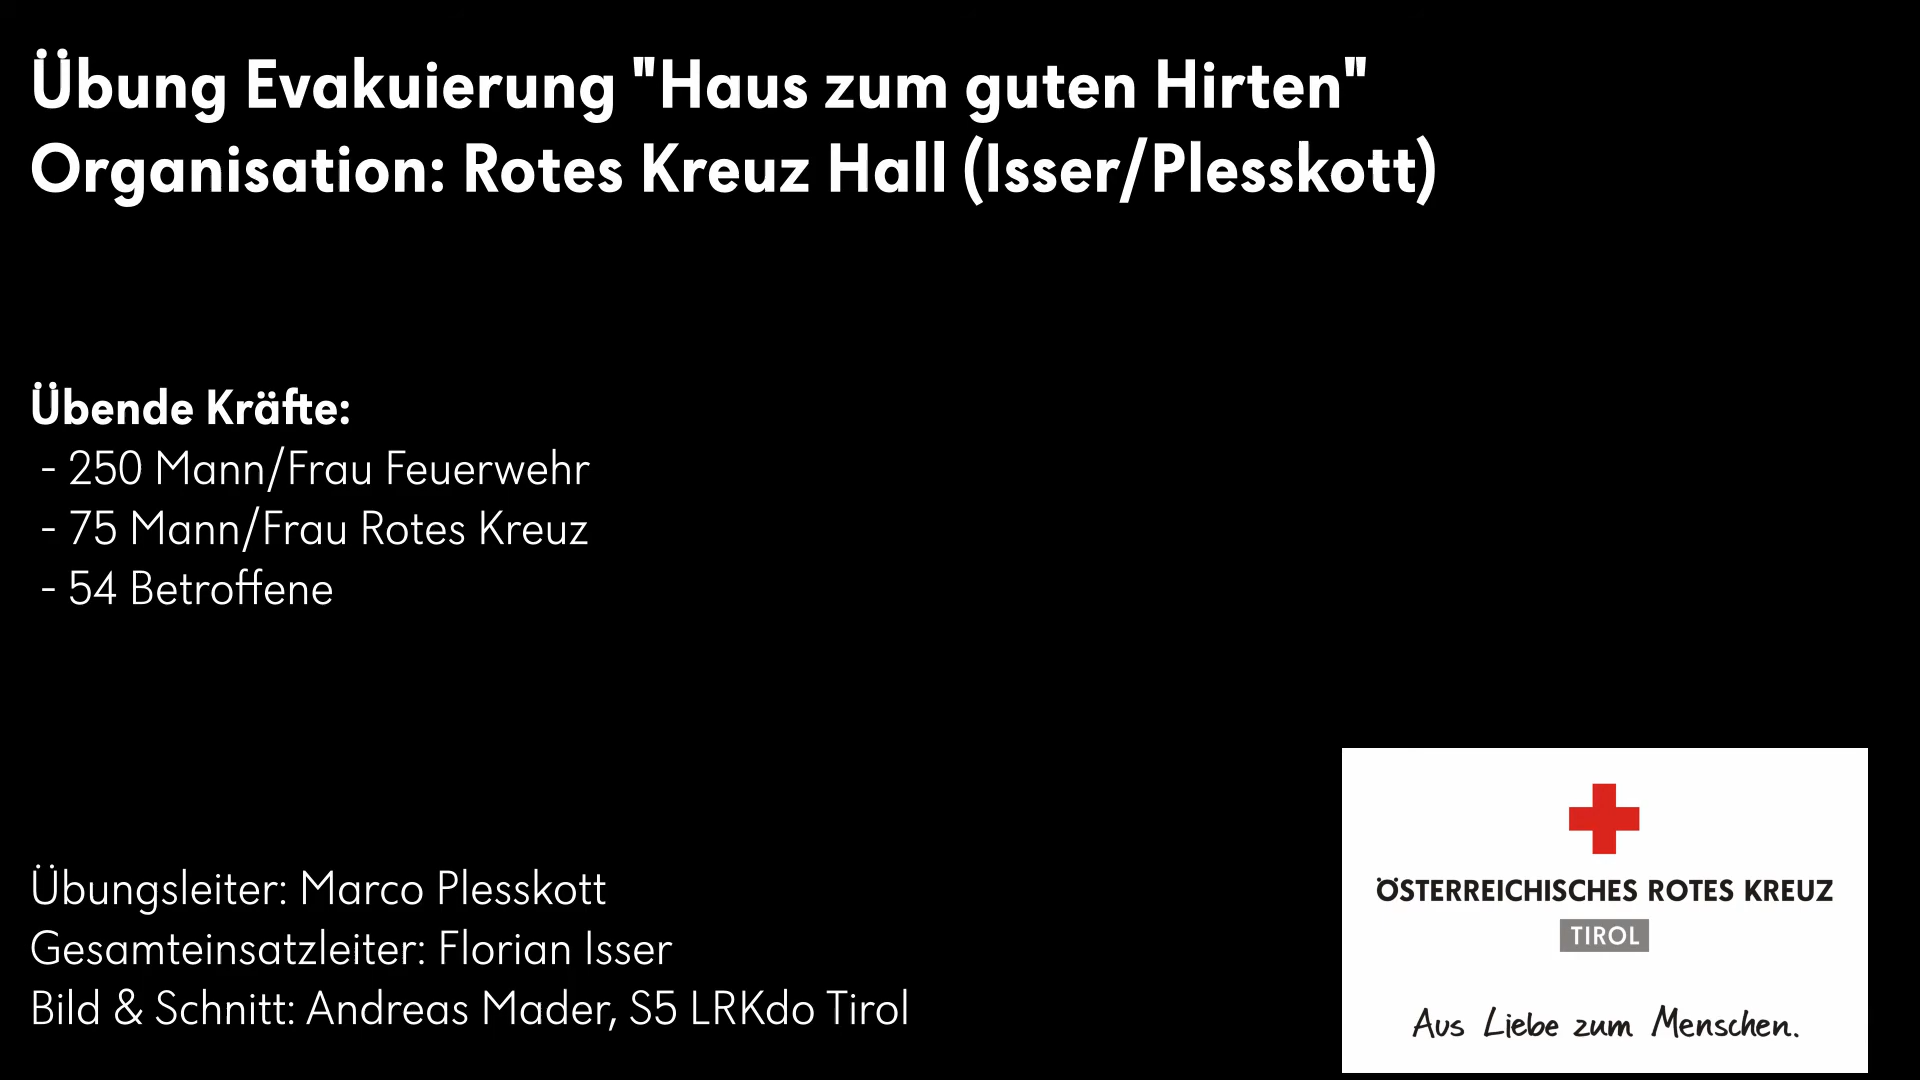 Übung Evakuierung "Haus zum guten Hirten"
Organisation: Rotes Kreuz Hall (Isser/Plesskott)
Übende Kräfte:
- 250 Mann/Frau Feuerwehr
- 75 Mann/Frau Rotes Kreuz
- 54 Betroffene
Übungsleiter: Marco Plesskott
Gesamteinsatzleiter: Florian Isser
Bild & Schnitt: Andreas Mader, S5 LRKdo Tirol
ÖSTERREICHISCHES ROTES KREUZ
TIROL
Aus Liebe zum Menschen.